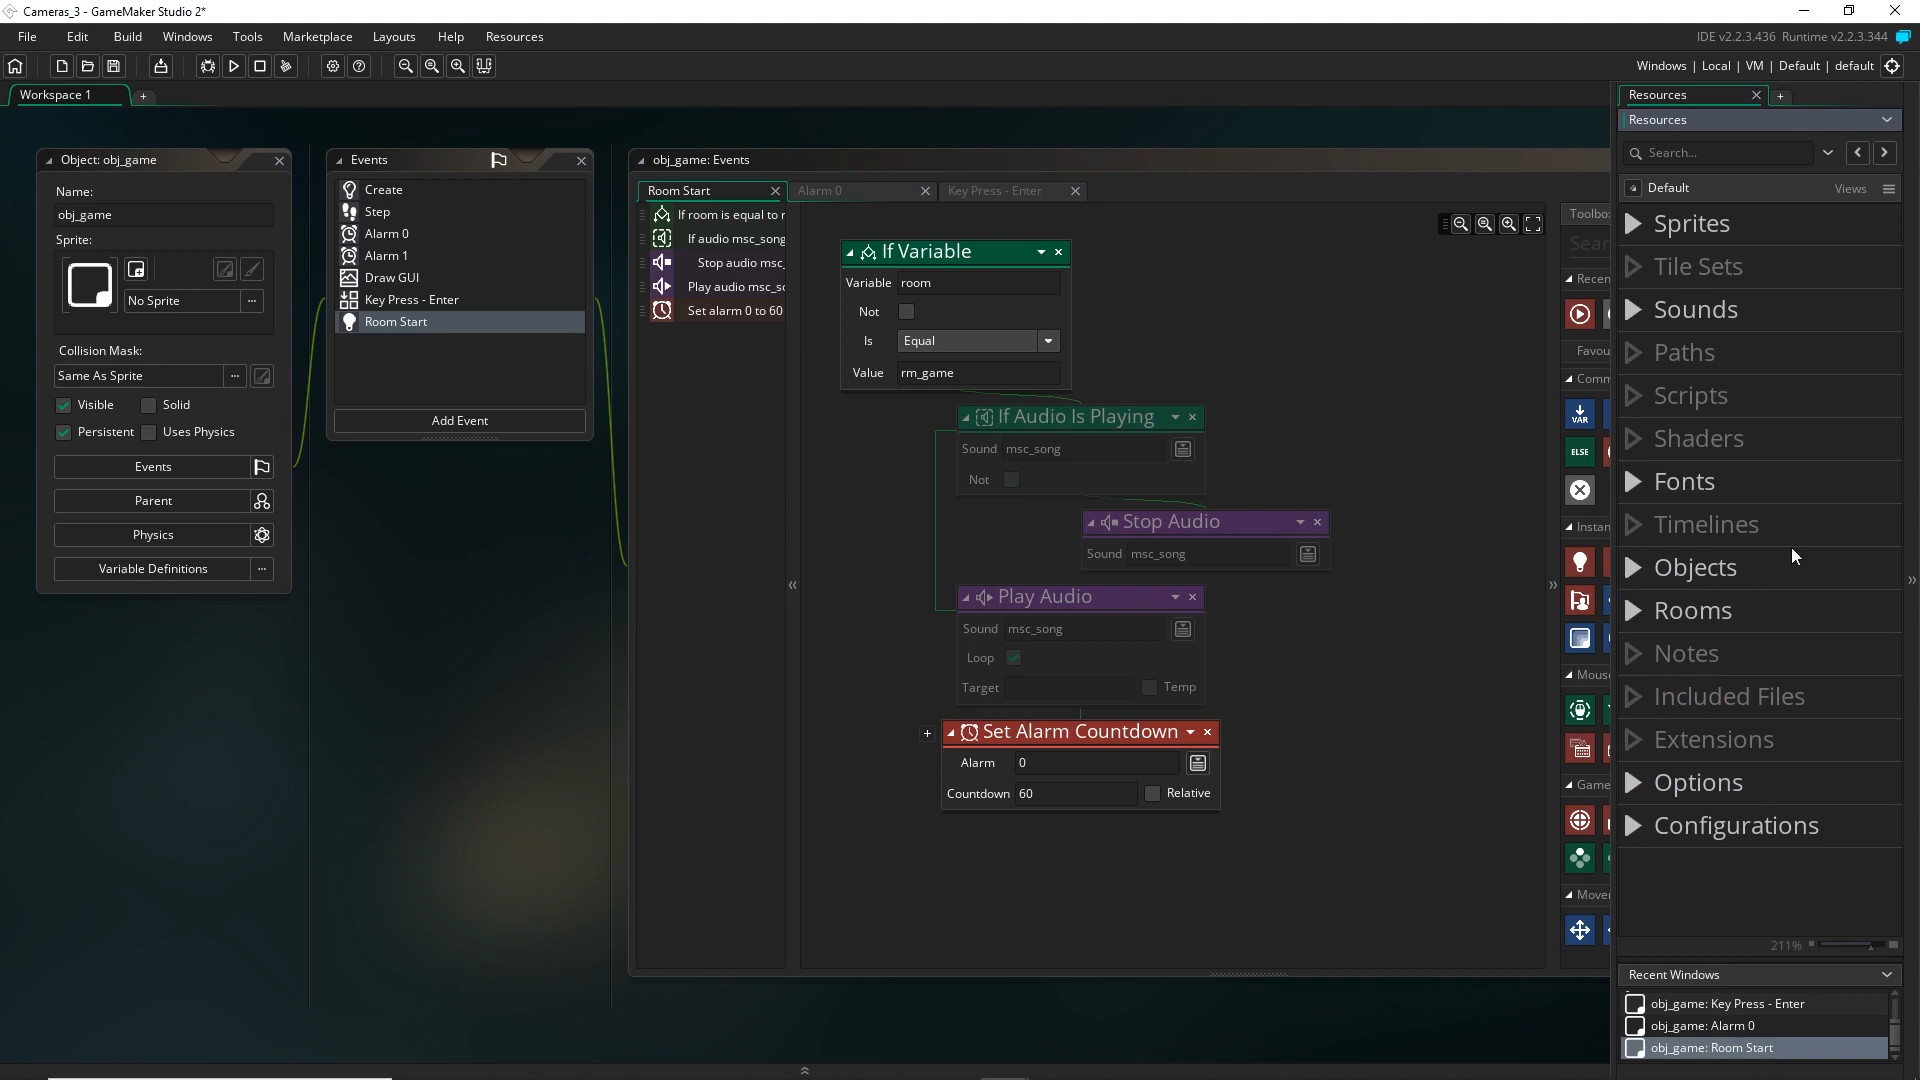 Cameras_3 - GameMaker Studio 2*
File Edit Build Windows Tools Marketplace Layouts Help Resources
IDE v2.2.3.436 Runtime v2.2.3.344
Windows | Local | VM | Default | default
Workspace 1
Object: obj_game
Name:
obj_game
Sprite:
No Sprite
Collision Mask:
Same As Sprite
Visible Solid
Persistent Uses Physics
Events
Parent
Physics
Variable Definitions
Events
Create
Step
Alarm 0
Alarm 1
Draw GUI
Key Press - Enter
Room Start
Add Event
obj_game: Events
Room Start Alarm 0 Key Press - Enter
If room is equal to r
If audio msc_song
Stop audio msc_
Play audio msc_so
Set alarm 0 to 60
If Variable
Variable room
Not
Is Equal
Value rm_game
If Audio Is Playing
Sound msc_song
Not
Stop Audio
Sound msc_song
Play Audio
Sound msc_song
Loop
Target Temp
Set Alarm Countdown
Alarm 0
Countdown 60 Relative
Toolbo
Sear
Recen
Favou
Comm
VAR
ELSE
Instan
Mouse
Game
Mover
Resources
Resources
Search...
Default Views
Sprites
Tile Sets
Sounds
Paths
Scripts
Shaders
Fonts
Timelines
Objects
Rooms
Notes
Included Files
Extensions
Options
Configurations
211%
Recent Windows
obj_game: Key Press - Enter
obj_game: Alarm 0
obj_game: Room Start